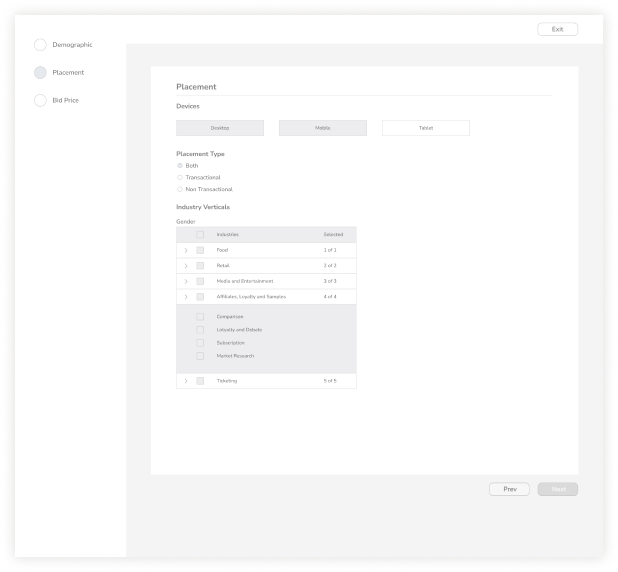 Exit
Demographic
Placement
Bid Price
Placement
Devices
Desktop Mobile Tablet
Placement Type
Both
Transactional
Non Transactional
Industry Verticals
Gender
Industries Selected
Food 1 of 1
Retail 2 of 2
Media and Entertainment 3 of 3
Affiliates, Loyalty and Samples 4 of 4
Comparison
Loyalty and Debate
Subscription
Market Research
Ticketing 5 of 5
Prev Next